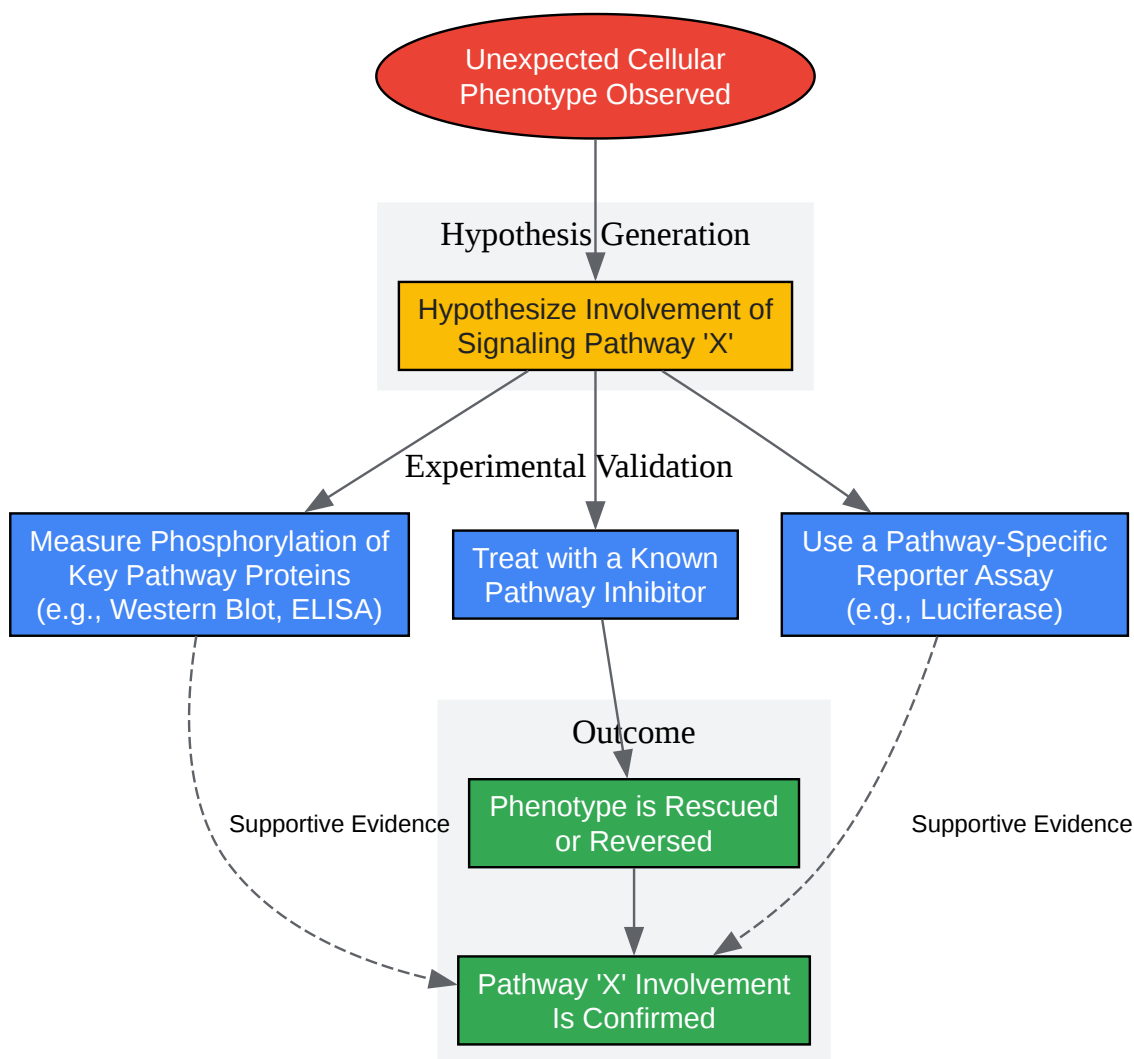 Unexpected Cellular
Phenotype Observed
Hypothesis Generation
Hypothesize Involvement of
Signaling Pathway 'X'
Experimental Validation
Measure Phosphorylation of
Key Pathway Proteins
(e.g., Western Blot, ELISA)
Treat with a Known
Pathway Inhibitor
Use a Pathway-Specific
Reporter Assay
(e.g., Luciferase)
Outcome
Phenotype is Rescued
or Reversed
Supportive Evidence
Supportive Evidence
Pathway 'X' Involvement
Is Confirmed